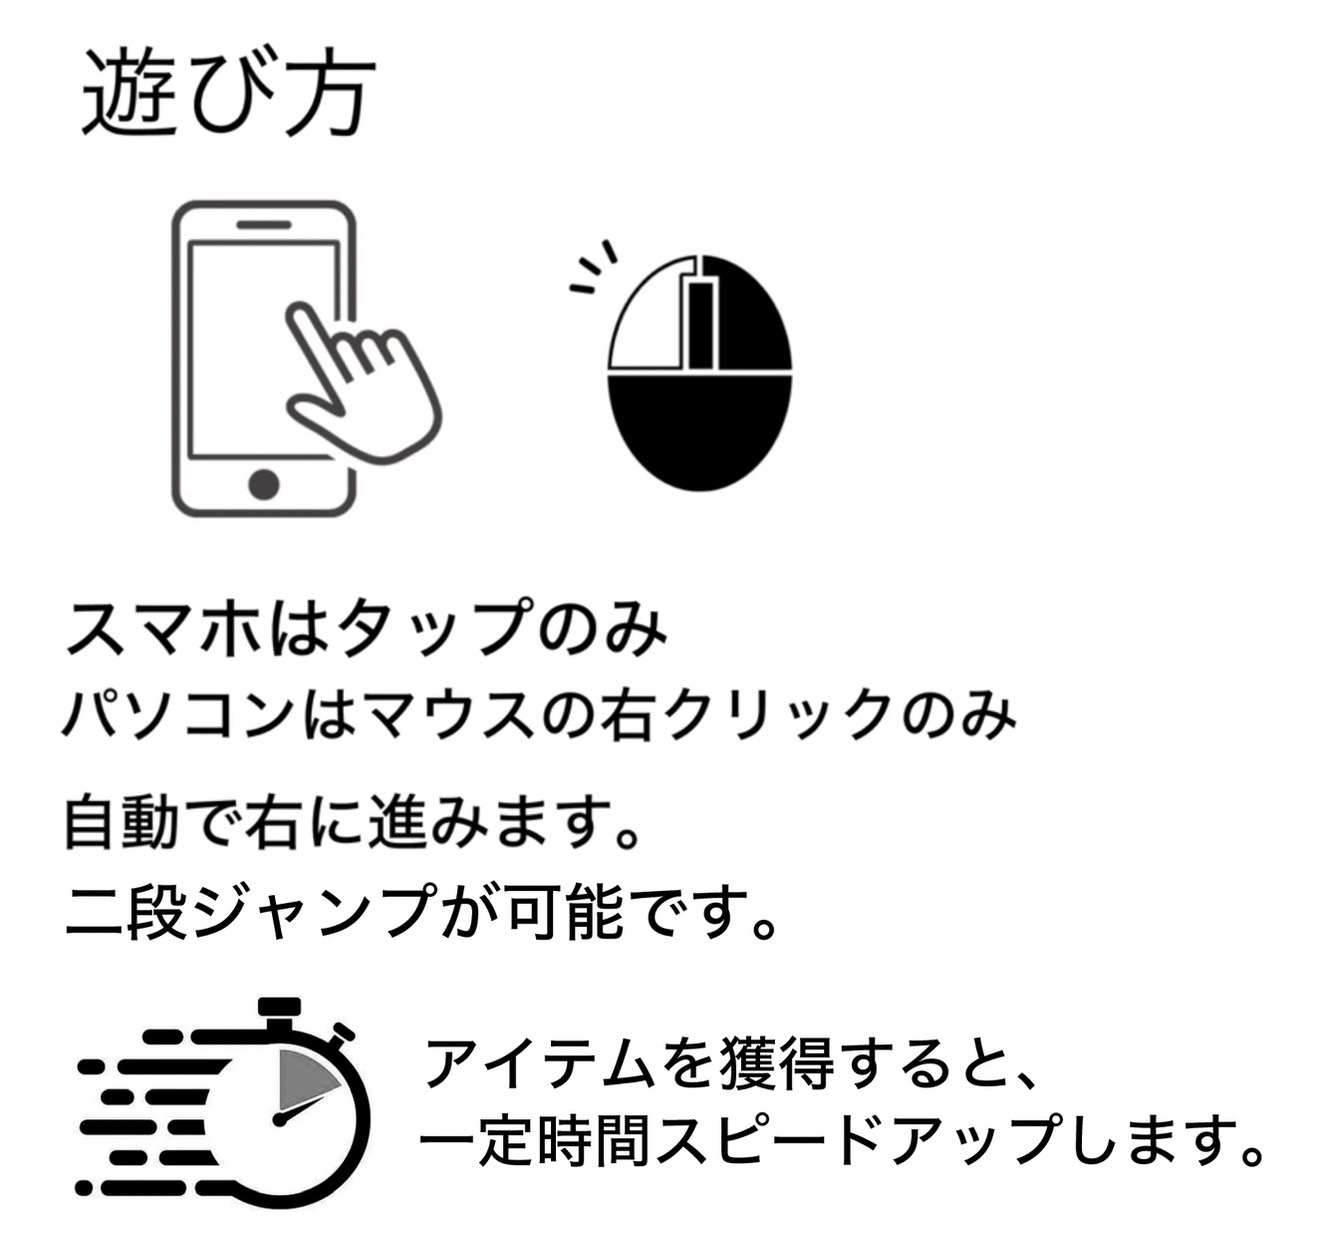 遊び方
スマホはタップのみ
パソコンはマウスの右クリックのみ
自動で右に進みます。
二段ジャンプが可能です。
アイテムを獲得すると、
一定時間スピードアップします。